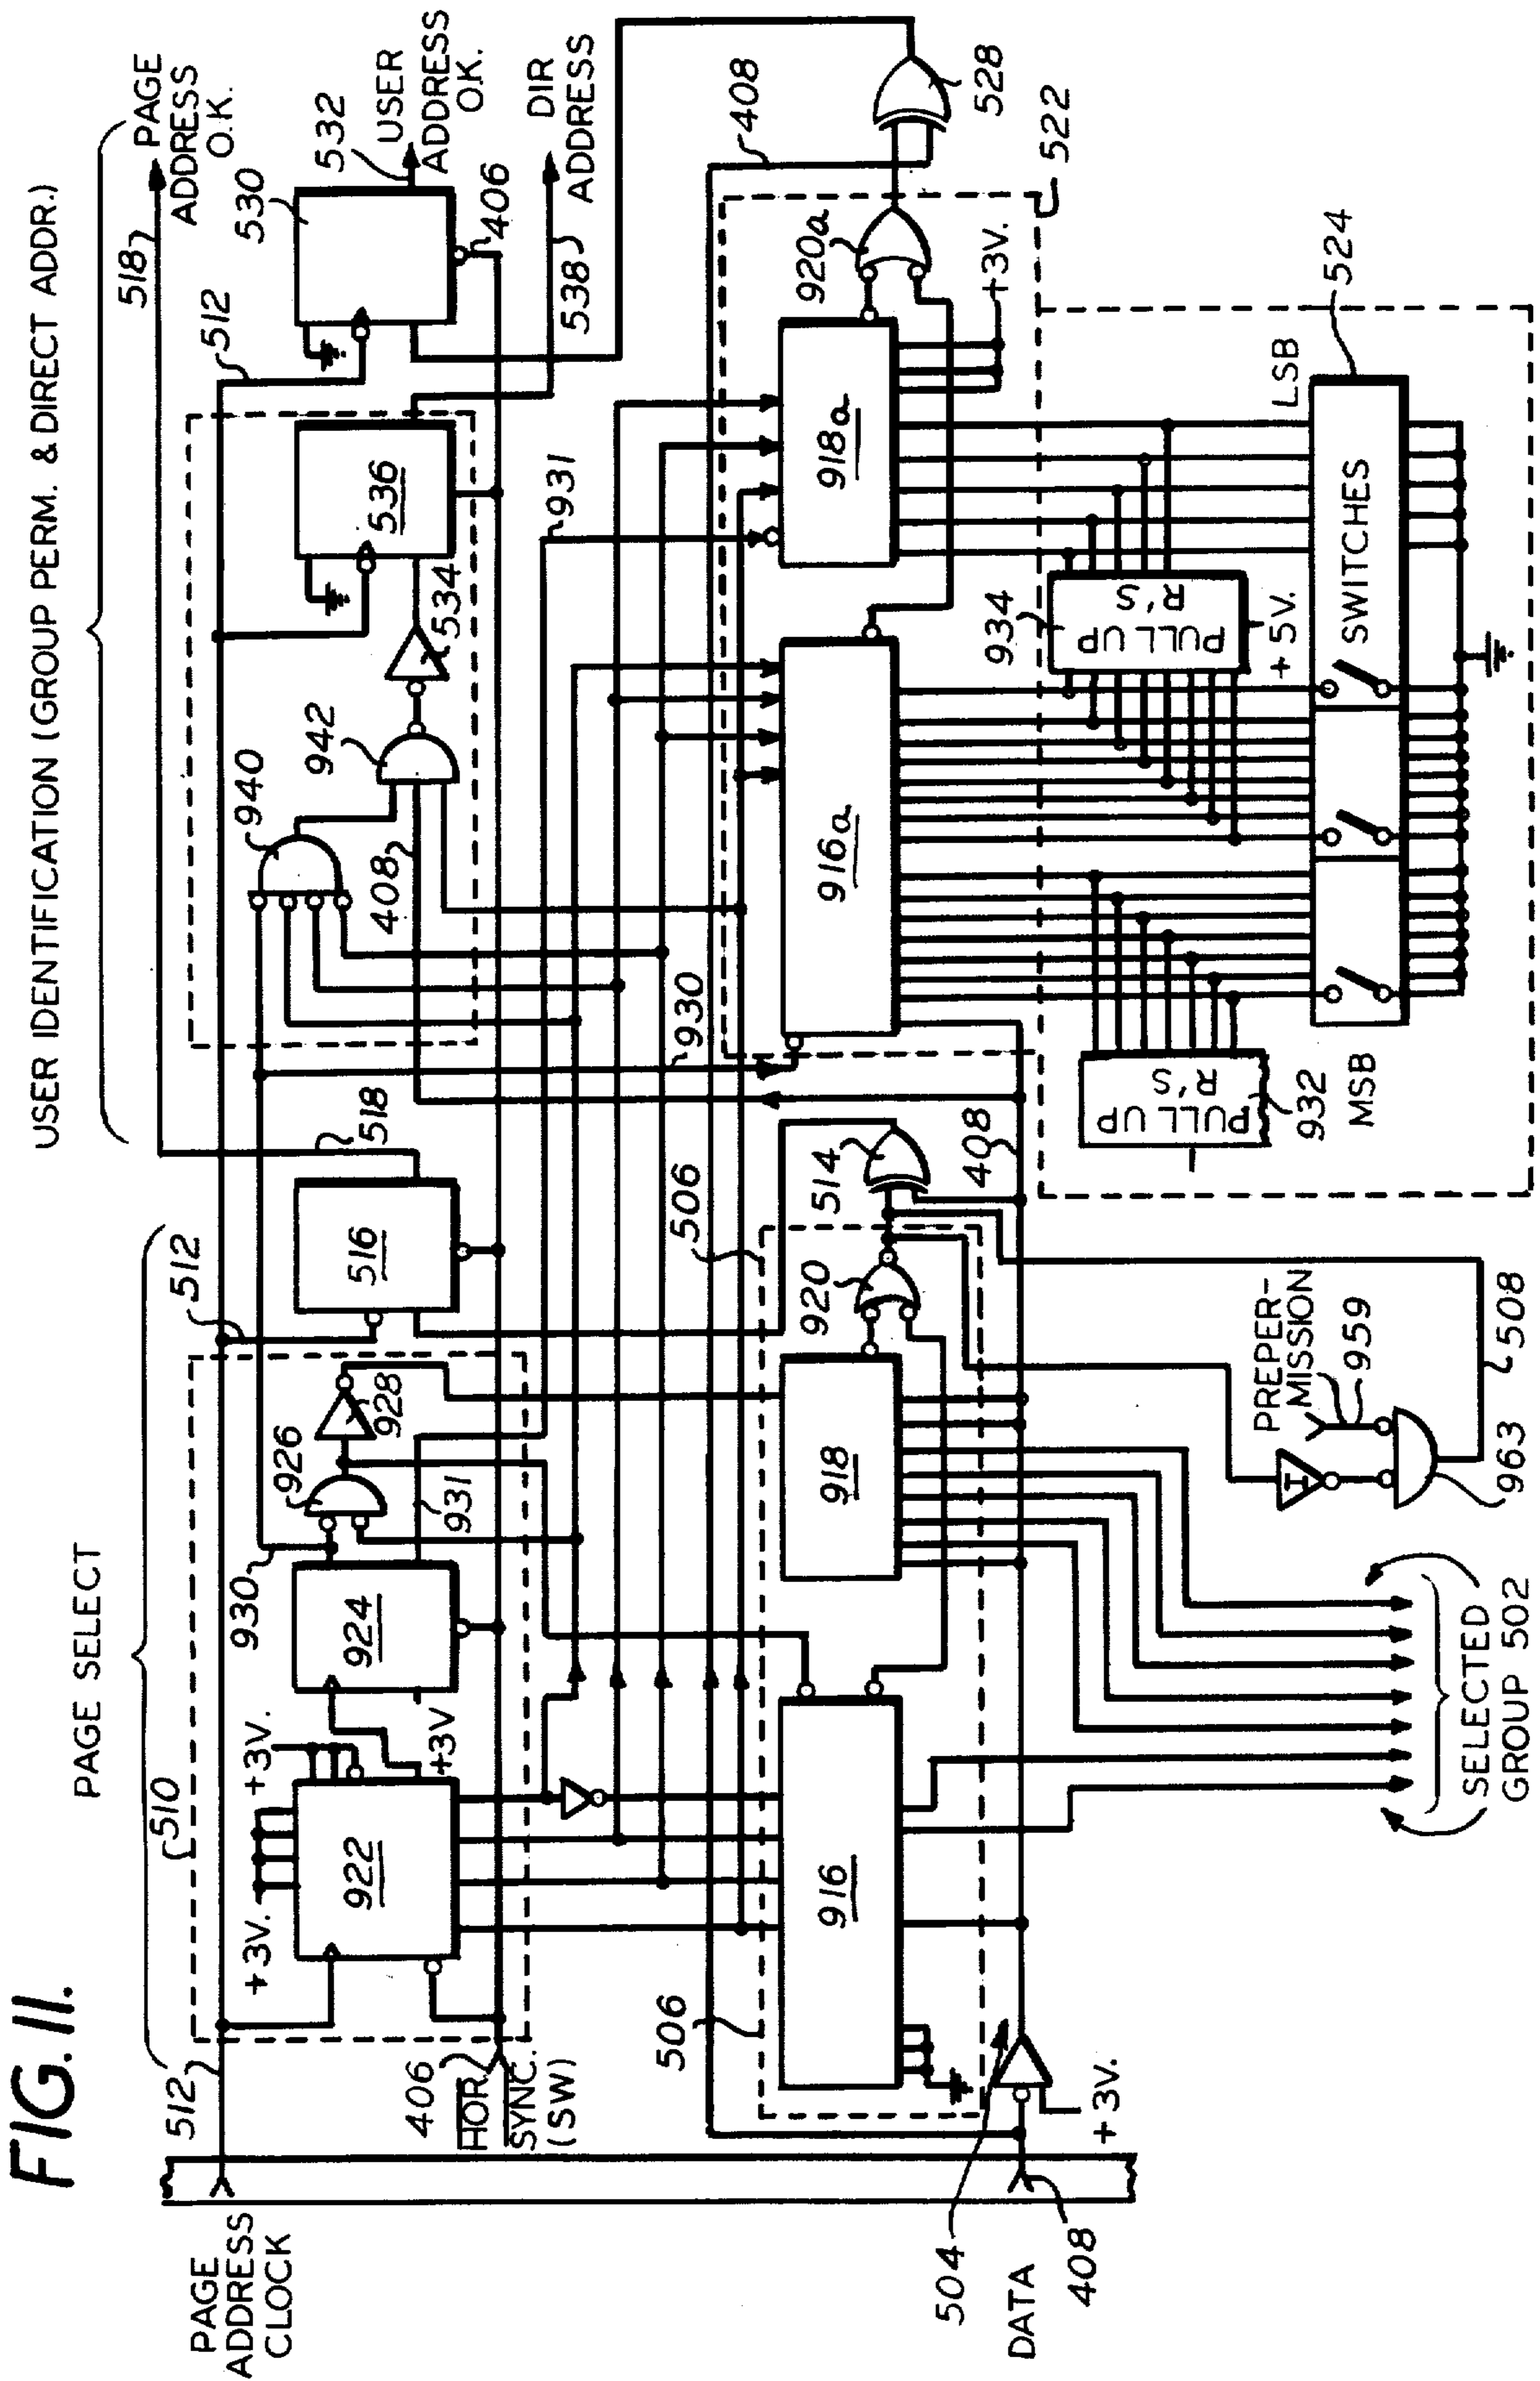 FIG. 11.
PAGE SELECT
USER IDENTIFICATION (GROUP PERM. & DIRECT ADDR.)
PAGE
ADDRESS
CLOCK
512
510
+3V.
+3V.
922
+3V
930
924
931
926
928
512
516
518
518
PAGE
ADDRESS
O.K.
940
942
408
534
536
512
530
532
USER
ADDRESS
O.K.
406
538
DIR
ADDRESS
406
HOR.
SYNC.
(SW)
506
506
916
918
920
514
408
930
931
916a
918a
920a
+3V.
408
528
522
504
DATA
408
+3V.
SELECTED
GROUP 502
PREPER-
MISSION
959
I
963
508
PULL UP
R'S
932
MSB
PULL UP
R'S
934
+5V.
SWITCHES
LSB
524